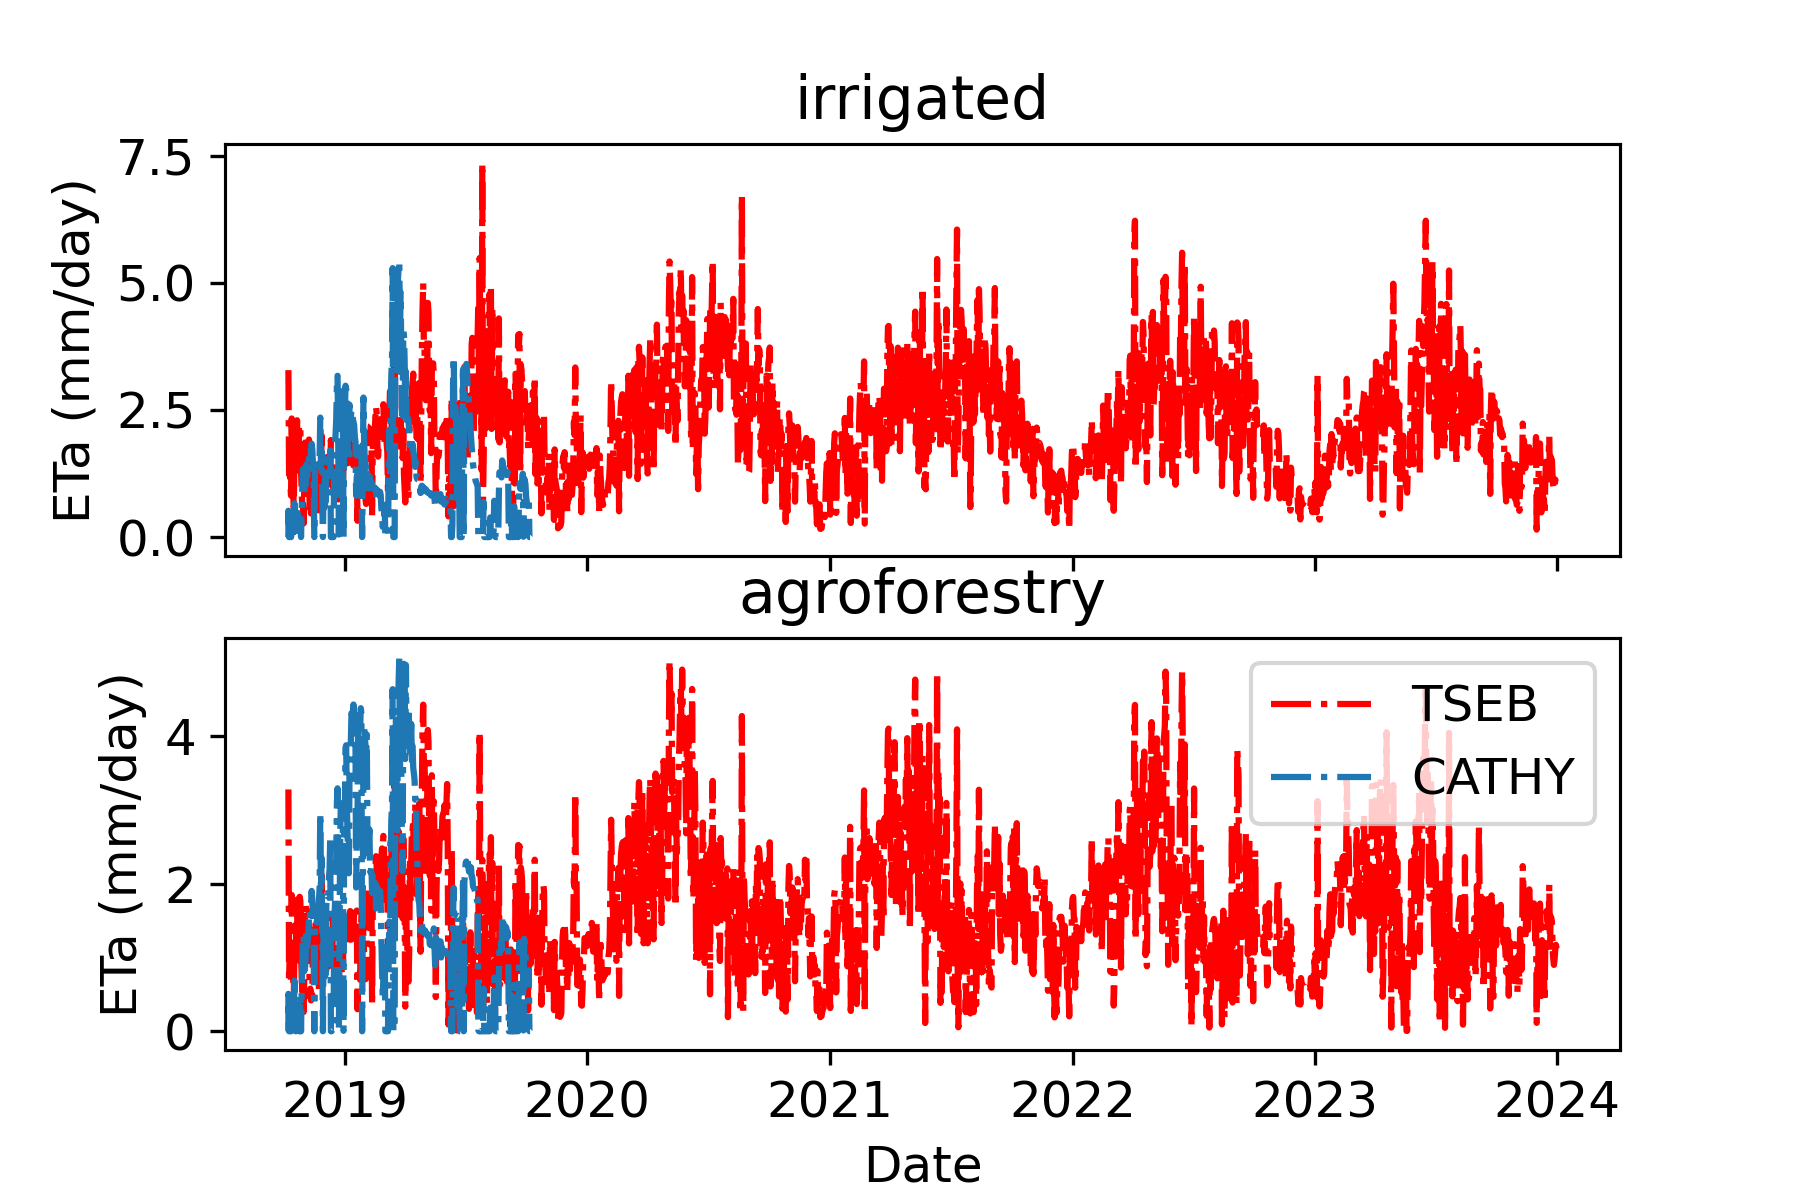 irrigated
ETa (mm/day)
7.5
5.0
2.5
0.0
agroforestry
ETa (mm/day)
4
2
0
TSEB
CATHY
2019 2020 2021 2022 2023 2024
Date